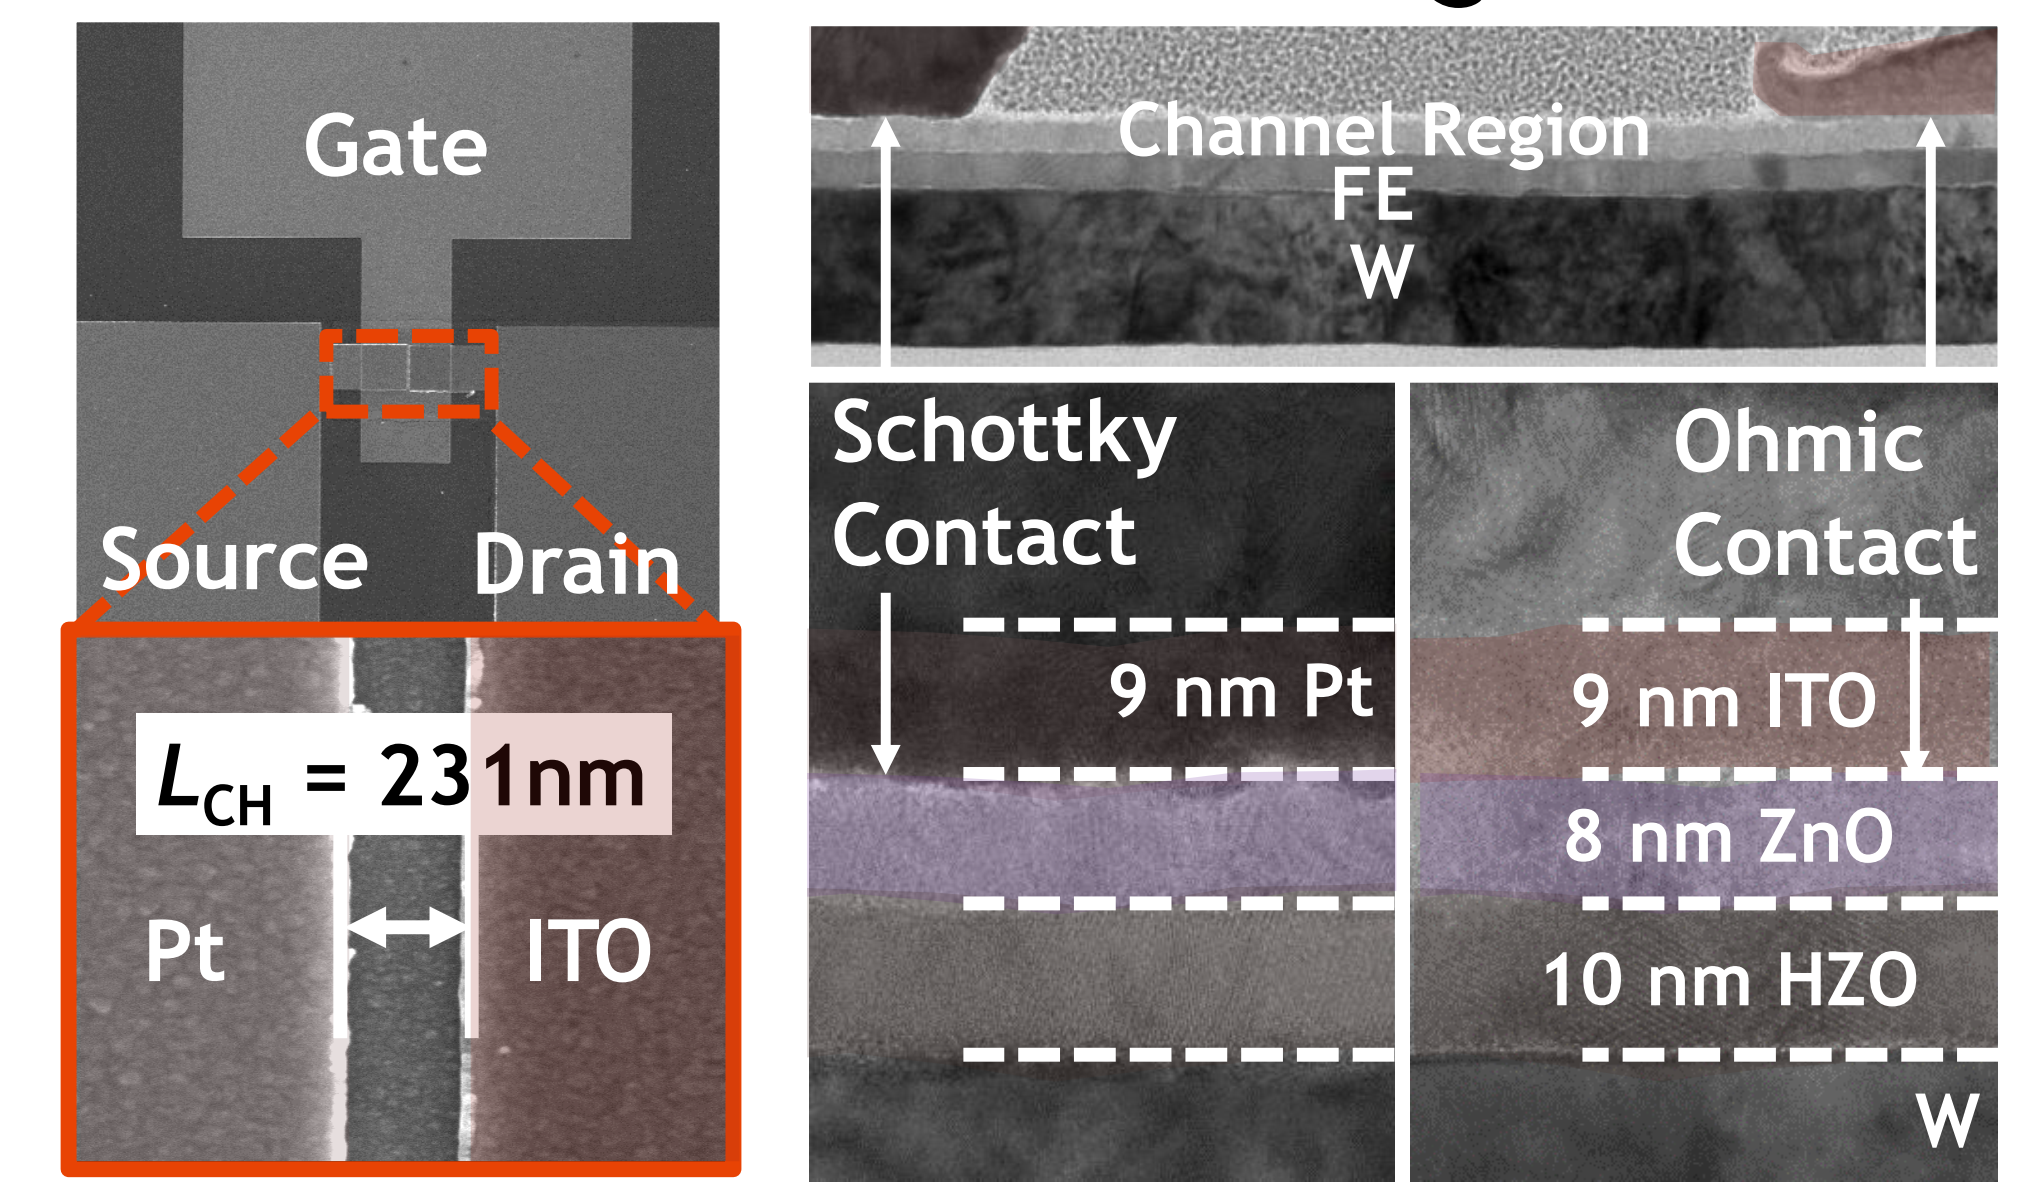 Gate
Source
Drain
L_CH = 231nm
Pt
ITO
Channel Region
FE
W
Schottky
Contact
9 nm Pt
Ohmic
Contact
9 nm ITO
8 nm ZnO
10 nm HZO
W